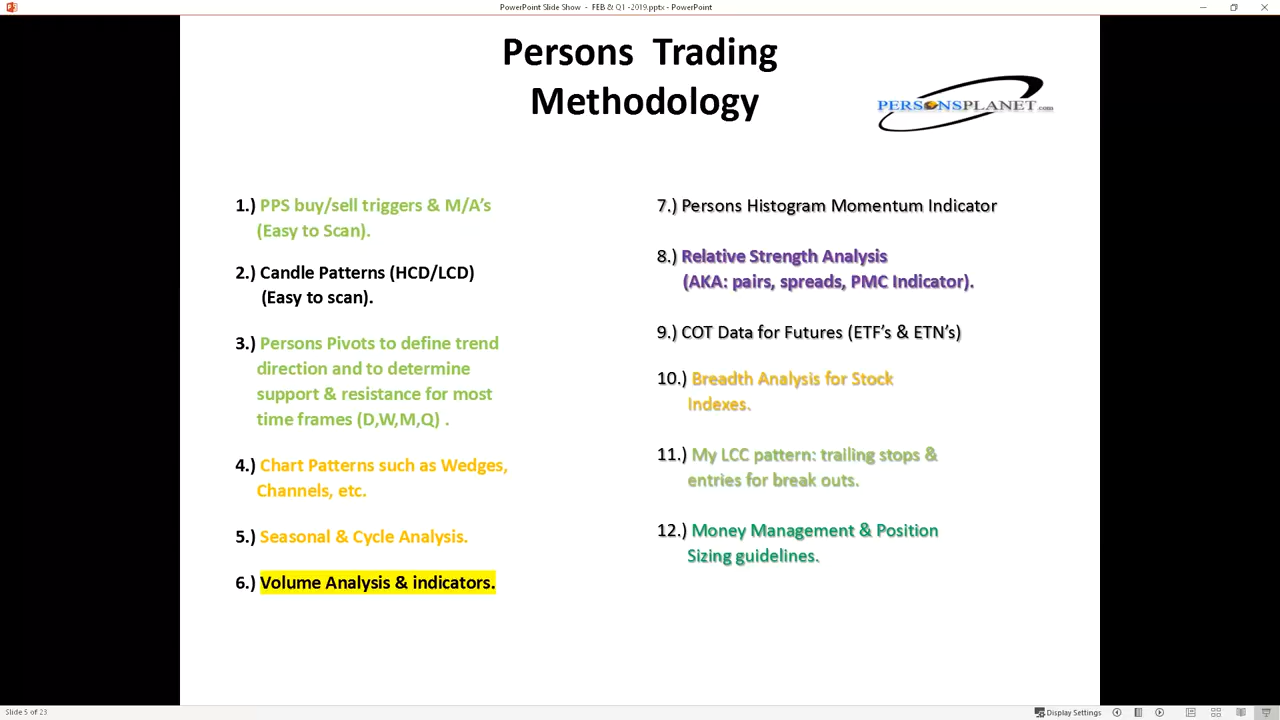 PowerPoint Slide Show - FEB & Q1 -2019.pptx - PowerPoint
Persons Trading
Methodology
PERSONSPLANET.com
1.) PPS buy/sell triggers & M/A's
(Easy to Scan).
2.) Candle Patterns (HCD/LCD)
(Easy to scan).
3.) Persons Pivots to define trend
direction and to determine
support & resistance for most
time frames (D,W,M,Q) .
4.) Chart Patterns such as Wedges,
Channels, etc.
5.) Seasonal & Cycle Analysis.
6.) Volume Analysis & indicators.
7.) Persons Histogram Momentum Indicator
8.) Relative Strength Analysis
(AKA: pairs, spreads, PMC Indicator).
9.) COT Data for Futures (ETF's & ETN's)
10.) Breadth Analysis for Stock
Indexes.
11.) My LCC pattern: trailing stops &
entries for break outs.
12.) Money Management & Position
Sizing guidelines.
Slide 5 of 23
Display Settings